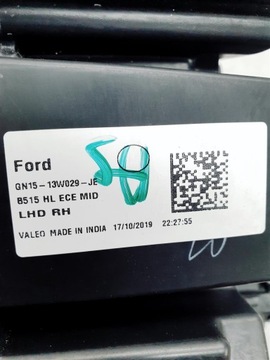 Ford
GN15-13W029-JE
8515 HL ECE MID
LHD RH
VALEO MADE IN INDIA 17/10/2019 22:27:55